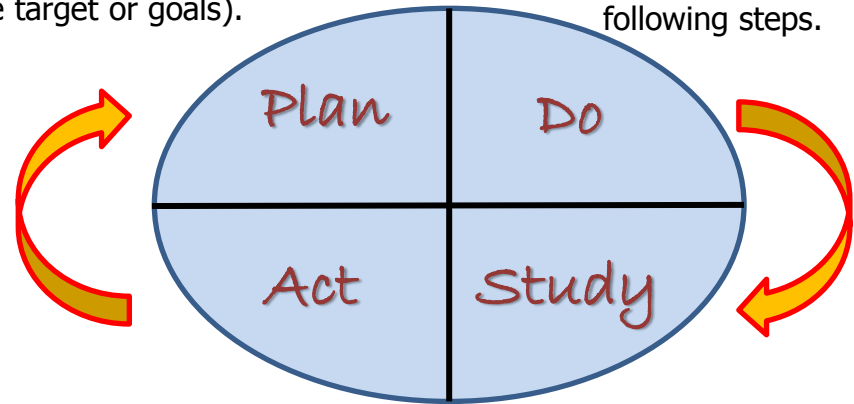 target or goals).
following steps.
Plan
Do
Act
Study